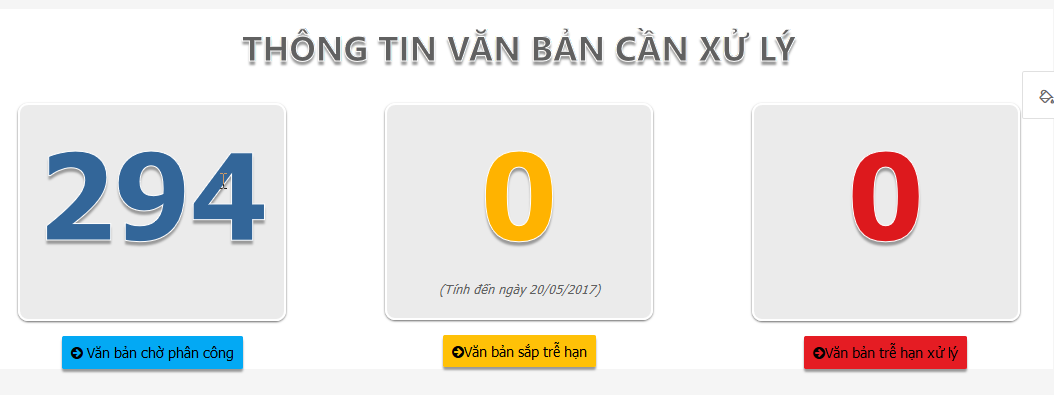 THÔNG TIN VĂN BẢN CẦN XỬ LÝ
294
0
0
(Tính đến ngày 20/05/2017)
Văn bản chờ phân công
Văn bản sắp trễ hạn
Văn bản trễ hạn xử lý